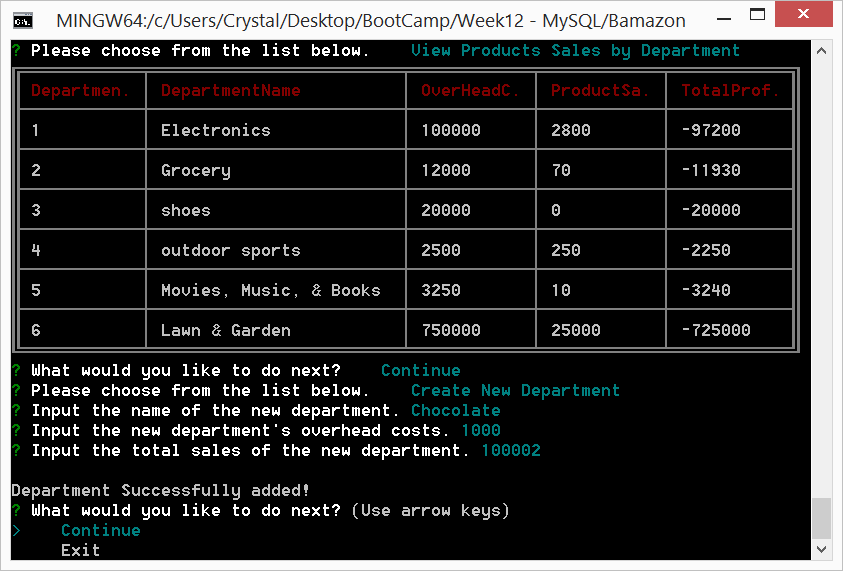 MINGW64:/c/Users/Crystal/Desktop/BootCamp/Week12 - MySQL/Bamazon
? Please choose from the list below. View Products Sales by Department
Departmen. DepartmentName OverHeadC. ProductSa. TotalProf.
1 Electronics 100000 2800 -97200
2 Grocery 12000 70 -11930
3 shoes 20000 0 -20000
4 outdoor sports 2500 250 -2250
5 Movies, Music, & Books 3250 10 -3240
6 Lawn & Garden 750000 25000 -725000
? What would you like to do next? Continue
? Please choose from the list below. Create New Department
? Input the name of the new department. Chocolate
? Input the new department's overhead costs. 1000
? Input the total sales of the new department. 100002
Department Successfully added!
? What would you like to do next? (Use arrow keys)
> Continue
Exit